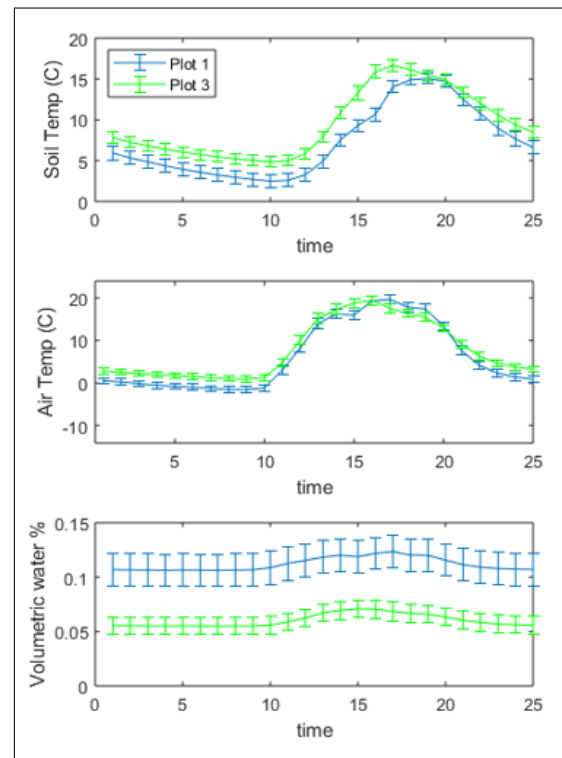 20
15
10
5
0
Soil Temp (C)
Plot 1
Plot 3
0 5 10 15 20 25
time
20
10
0
-10
Air Temp (C)
5 10 15 20 25
time
0.15
0.1
0.05
0
Volumetric water %
0 5 10 15 20 25
time